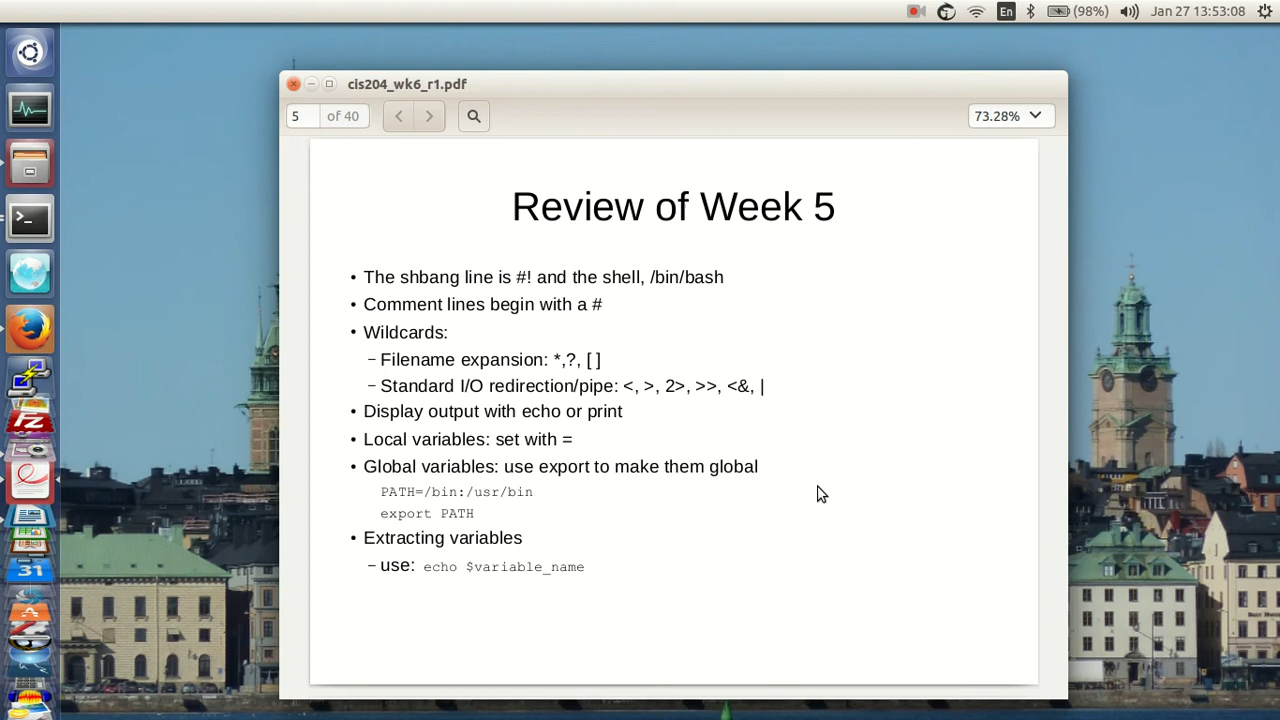 En (98%) Jan 27 13:53:08
cis204_wk6_r1.pdf
5 of 40 73.28%
Review of Week 5
• The shbang line is #! and the shell, /bin/bash
• Comment lines begin with a #
• Wildcards:
– Filename expansion: *,?, [ ]
– Standard I/O redirection/pipe: <, >, 2>, >>, <&, |
• Display output with echo or print
• Local variables: set with =
• Global variables: use export to make them global
PATH=/bin:/usr/bin
export PATH
• Extracting variables
– use: echo $variable_name
>_
FZ
31